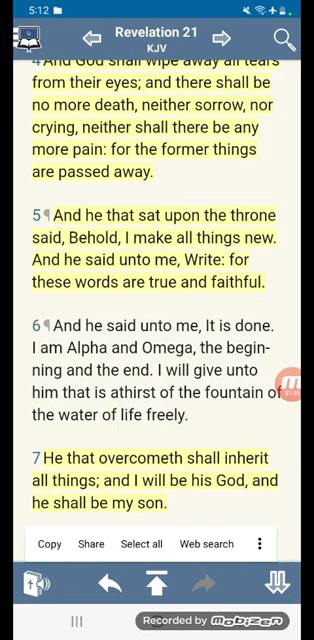 5:12
Revelation 21
KJV
4 And God shall wipe away all tears
from their eyes; and there shall be
no more death, neither sorrow, nor
crying, neither shall there be any
more pain: for the former things
are passed away.
5 ¶ And he that sat upon the throne
said, Behold, I make all things new.
And he said unto me, Write: for
these words are true and faithful.
6 ¶ And he said unto me, It is done.
I am Alpha and Omega, the begin-
ning and the end. I will give unto
him that is athirst of the fountain of
the water of life freely.
7 He that overcometh shall inherit
all things; and I will be his God, and
he shall be my son.
Copy Share Select all Web search
Recorded by mobizen